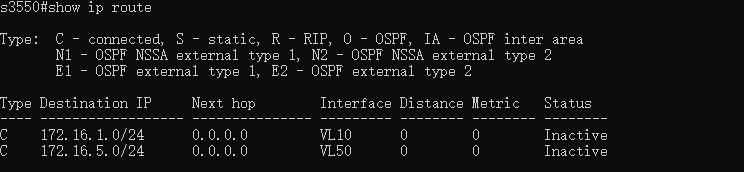 s3550#show ip route
Type: C - connected, S - static, R - RIP, O - OSPF, IA - OSPF inter area
N1 - OSPF NSSA external type 1, N2 - OSPF NSSA external type 2
E1 - OSPF external type 1, E2 - OSPF external type 2
Type Destination IP Next hop Interface Distance Metric Status
---- ------------------ --------------- --------- -------- -------- --------
C 172.16.1.0/24 0.0.0.0 VL10 0 0 Inactive
C 172.16.5.0/24 0.0.0.0 VL50 0 0 Inactive